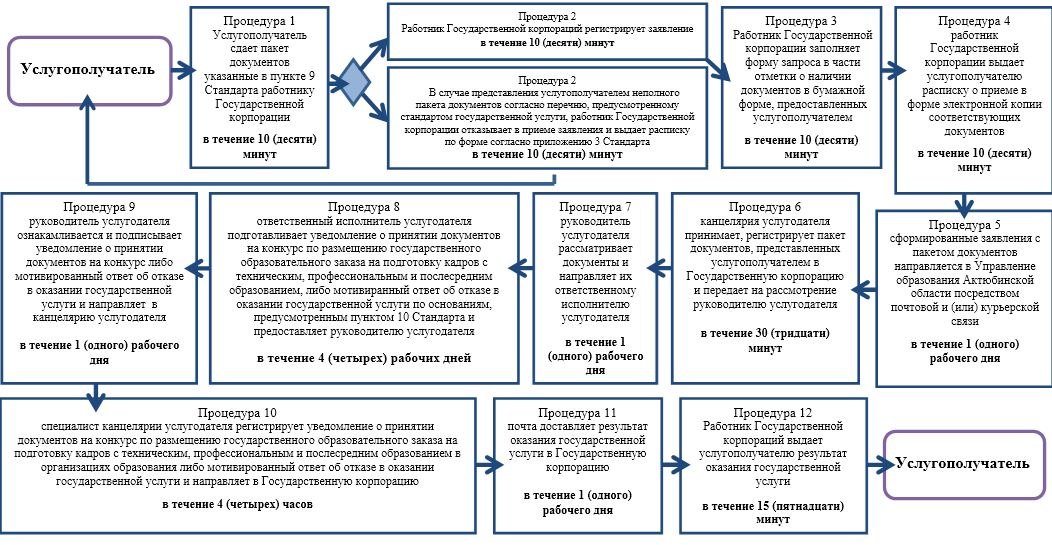 Услугополучатель
Процедура 1
Услугополучатель
сдает пакет
документов
указанные в пункте 9
Стандарта работнику
Государственной
корпорации
в течение 10 (десяти)
минут
Процедура 2
Работник Государственной корпораций регистрирует заявление
в течение 10 (десяти) минут
Процедура 2
В случае представления услугополучателем неполного
пакета документов согласно перечню, предусмотренному
стандартом государственной услуги, работник Государственной
корпорации отказывает в приеме заявления и выдает расписку
по форме согласно приложению 3 Стандарта
в течение 10 (десяти) минут
Процедура 3
Работник Государственной
корпорации заполняет
форму запроса в части
отметки о наличии
документов в бумажной
форме, предоставленных
услугополучателем
в течение 10 (десяти)
минут
Процедура 4
работник
Государственной
корпорации выдает
услугополучателю
расписку о приеме в
форме электронной копии
соответствующих
документов
в течение 10 (десяти)
минут
Процедура 5
сформированные заявления с
пакетом документов
направляется в Управление
образования Актюбинской
области посредством
почтовой и (или) курьерской
связи
в течение 1 (одного)
рабочего дня
Процедура 6
канцелярия услугодателя
принимает, регистрирует пакет
документов, представленных
услугополучателем в
Государственную корпорацию
и передает на рассмотрение
руководителю услугодателя
в течение 30 (тридцати)
минут
Процедура 7
руководитель
услугодателя
рассматривает
документы и
направляет их
ответственному
исполнителю
услугодателя
в течение 1
(одного) рабочего
дня
Процедура 8
ответственный исполнитель услугодателя
подготавливает уведомление о принятии документов
на конкурс по размещению государственного
образовательного заказа на подготовку кадров с
техническим, профессиональным и послесредним
образованием, либо мотивиранный ответ об отказе в
оказании государственной услуги по основаниям,
предусмотренным пунктом 10 Стандарта и
предоставляет руководителю услугодателя
в течение 4 (четырех) рабочих дней
Процедура 9
руководитель услугодателя
ознакамливается и подписывает
уведомление о принятии
документов на конкурс либо
мотивированный ответ об отказе
в оказании государственной
услуги и направляет в
канцелярию услугодателя
в течение 1 (одного) рабочего
дня
Процедура 10
специалист канцелярии услугодателя регистрирует уведомление о принятии
документов на конкурс по размещению государственного образовательного заказа на
подготовку кадров с техническим, профессиональным и послесредним образованием в
организациях образования либо мотивированный ответ об отказе в оказании
государственной услуги и направляет в Государственную корпорацию
в течение 4 (четырех) часов
Процедура 11
почта доставляет результат
оказания государственной
услуги в Государственную
корпорацию
в течение 1 (одного)
рабочего дня
Процедура 12
Работник Государственной
корпораций выдает
услугополучателю результат
оказания государственной
услуги
в течение 15 (пятнадцати)
минут
Услугополучатель